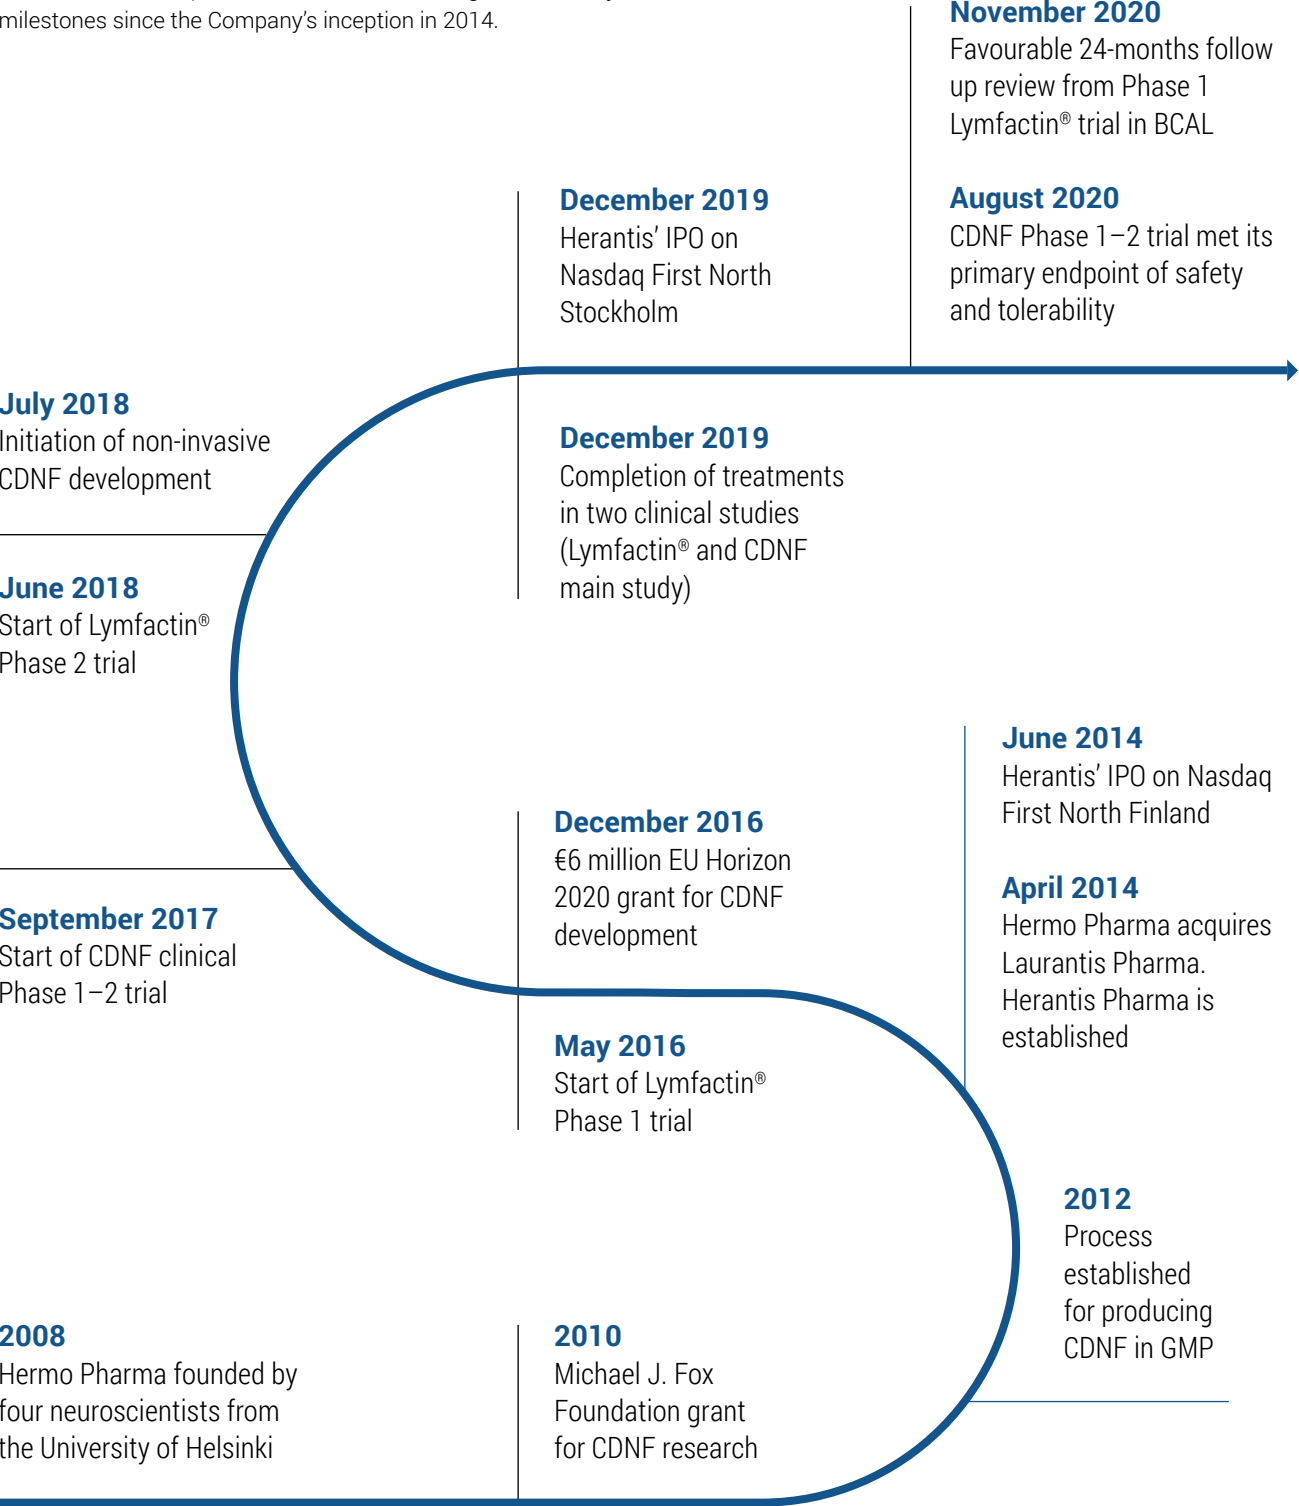 milestones since the Company’s inception in 2014.
November 2020
Favourable 24-months follow
up review from Phase 1
Lymfactin® trial in BCAL
August 2020
CDNF Phase 1–2 trial met its
primary endpoint of safety
and tolerability
December 2019
Herantis’ IPO on
Nasdaq First North
Stockholm
December 2019
Completion of treatments
in two clinical studies
(Lymfactin® and CDNF
main study)
July 2018
Initiation of non-invasive
CDNF development
June 2018
Start of Lymfactin®
Phase 2 trial
September 2017
Start of CDNF clinical
Phase 1–2 trial
December 2016
€6 million EU Horizon
2020 grant for CDNF
development
May 2016
Start of Lymfactin®
Phase 1 trial
June 2014
Herantis’ IPO on Nasdaq
First North Finland
April 2014
Hermo Pharma acquires
Laurantis Pharma.
Herantis Pharma is
established
2012
Process
established
for producing
CDNF in GMP
2010
Michael J. Fox
Foundation grant
for CDNF research
2008
Hermo Pharma founded by
four neuroscientists from
the University of Helsinki